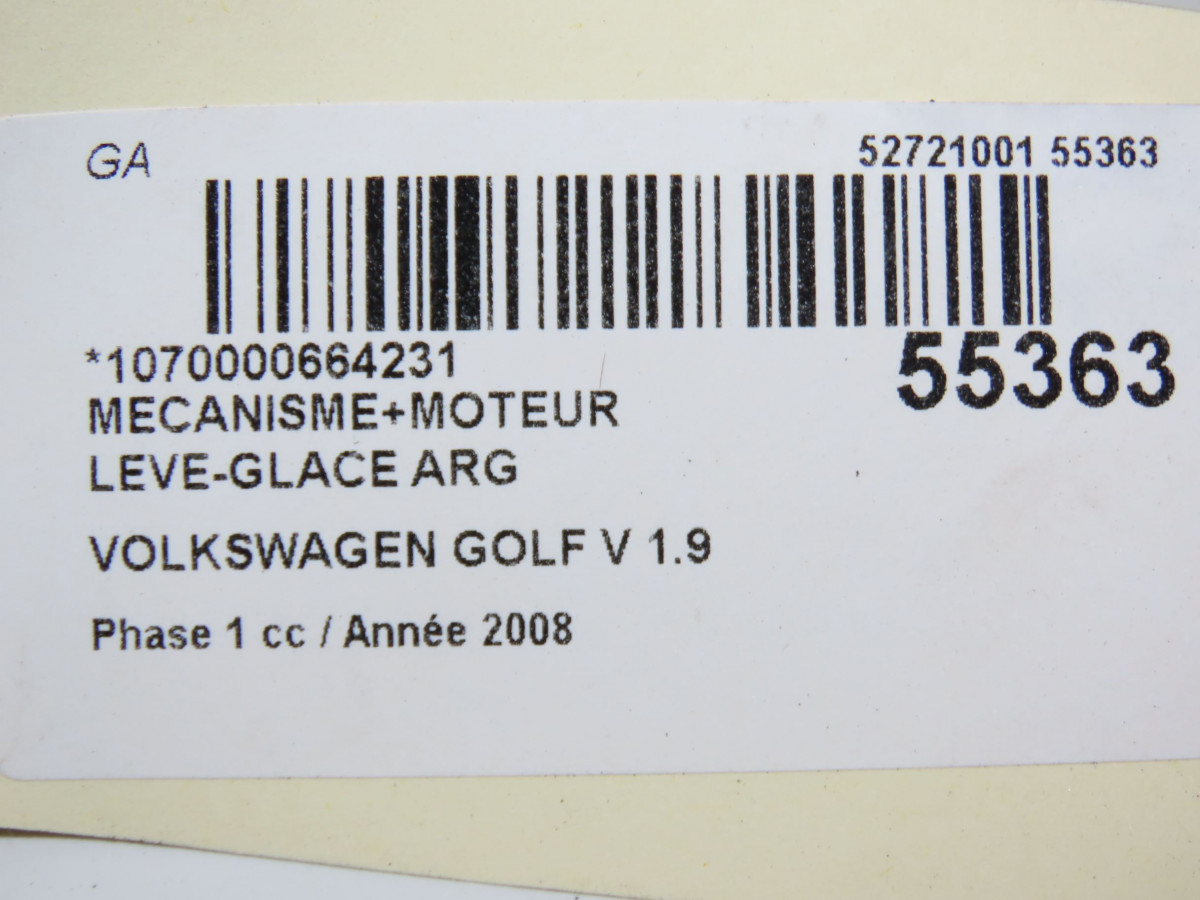 GA
52721001 55363
*1070000664231
55363
MECANISME+MOTEUR
LEVE-GLACE ARG
VOLKSWAGEN GOLF V 1.9
Phase 1 cc / Année 2008